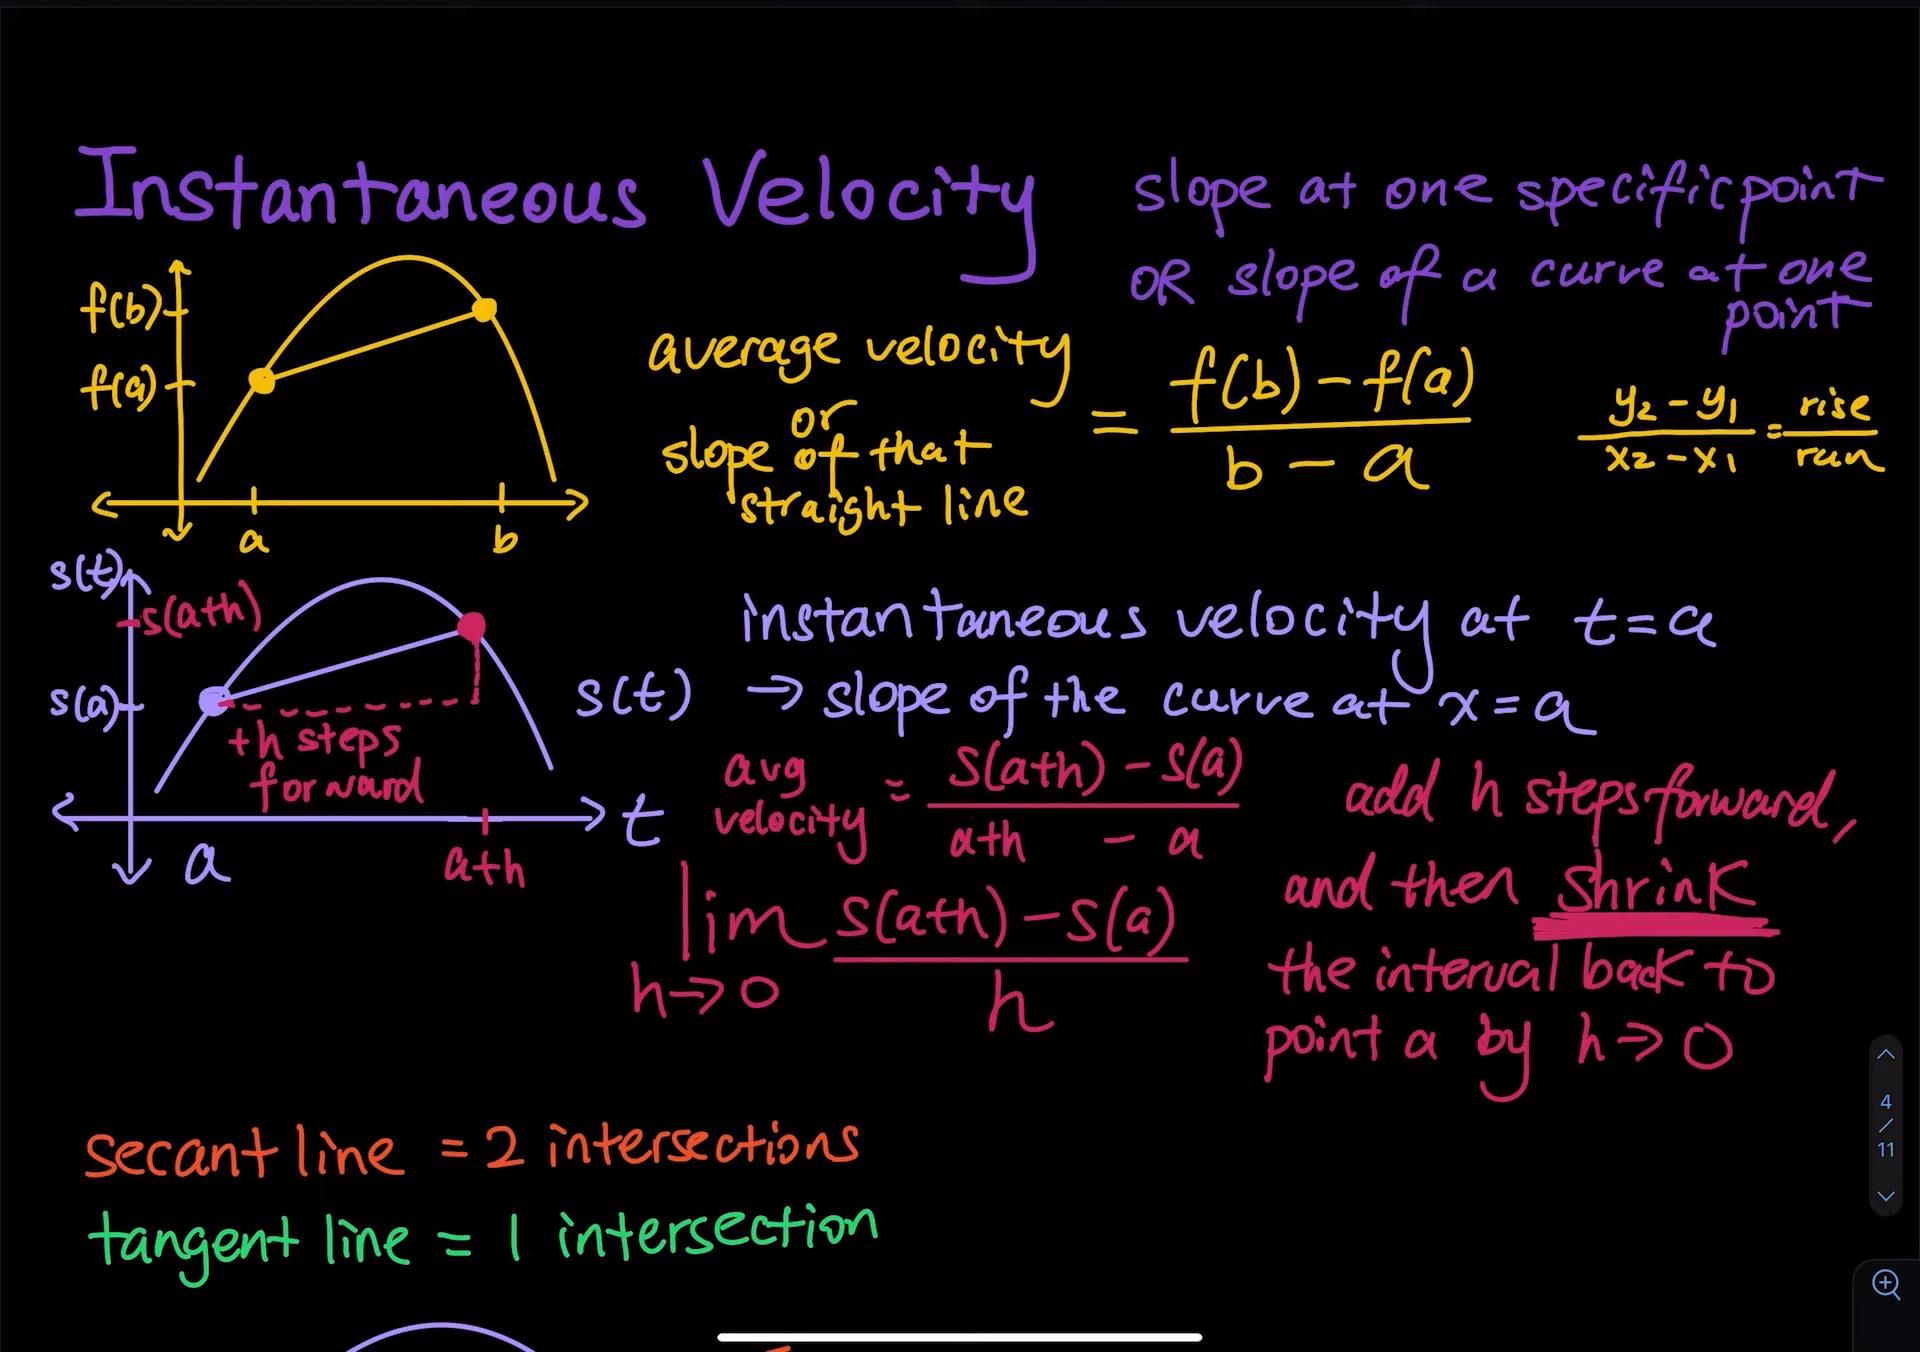 Instantaneous Velocity
slope at one specific point
OR slope of a curve at one
point
f(b)
f(a)
a
b
average velocity
or
slope of that
straight line
= f(b) - f(a) / b - a
y₂ - y₁ / x₂ - x₁ = rise / run
s(t)
s(a+h)
s(a)
+h steps
forward
a
a+h
t
instantaneous velocity at t = a
s(t) → slope of the curve at x = a
avg
velocity
= s(a+h) - s(a) / a+h - a
lim h→0 s(a+h) - s(a) / h
add h steps forward,
and then shrink
the interval back to
point a by h → 0
secant line = 2 intersections
tangent line = 1 intersection
4
/
11